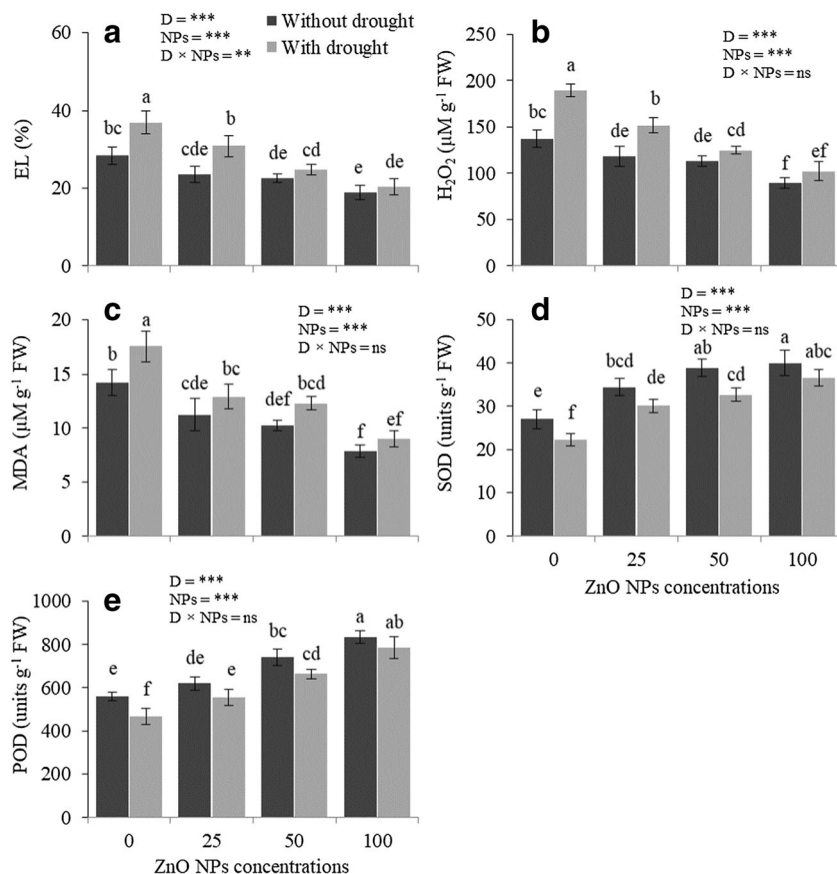 a
D = ***
NPs = ***
D × NPs = **
Without drought
With drought
EL (%)
60
40
20
0
bc
a
cde
b
de
cd
e
de
b
D = ***
NPs = ***
D × NPs = ns
H₂O₂ (μM g⁻¹ FW)
250
200
150
100
50
0
bc
a
de
b
de
cd
f
ef
c
D = ***
NPs = ***
D × NPs = ns
MDA (μM g⁻¹ FW)
20
15
10
5
0
b
a
cde
bc
def
bcd
f
ef
d
D = ***
NPs = ***
D × NPs = ns
SOD (units g⁻¹ FW)
50
40
30
20
10
0
e
f
bcd
de
ab
cd
a
abc
0 25 50 100
ZnO NPs concentrations
e
D = ***
NPs = ***
D × NPs = ns
POD (units g⁻¹ FW)
1000
800
600
400
200
0
e
f
de
e
bc
cd
a
ab
0 25 50 100
ZnO NPs concentrations